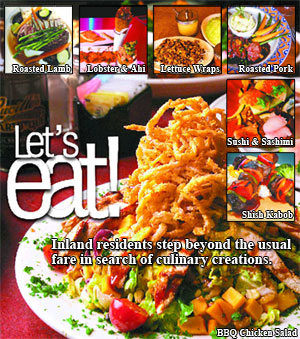 Roasted Lamb
Lobster & Ahi
Lettuce Wraps
Roasted Pork
Sushi & Sashimi
Shish Kabob
Let's
eat!
Inland residents step beyond the usual
fare in search of culinary creations.
BBQ Chicken Salad